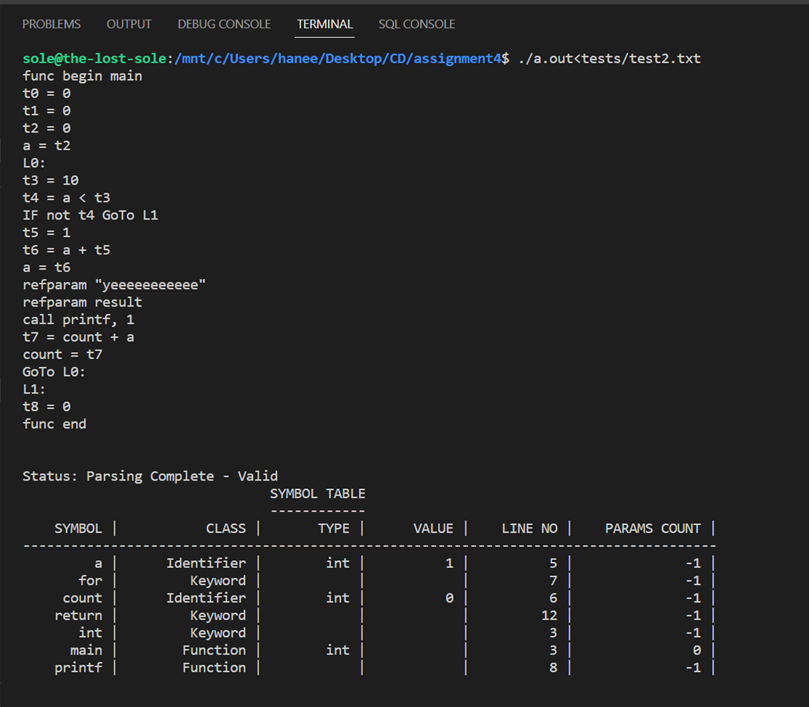 PROBLEMS OUTPUT DEBUG CONSOLE TERMINAL SQL CONSOLE
sole@the-lost-sole:/mnt/c/Users/hanee/Desktop/CD/assignment4$ ./a.out<tests/test2.txt
func begin main
t0 = 0
t1 = 0
t2 = 0
a = t2
L0:
t3 = 10
t4 = a < t3
IF not t4 GoTo L1
t5 = 1
t6 = a + t5
a = t6
refparam "yeeeeeeeeeee"
refparam result
call printf, 1
t7 = count + a
count = t7
GoTo L0:
L1:
t8 = 0
func end
Status: Parsing Complete - Valid
SYMBOL TABLE
------------
SYMBOL | CLASS | TYPE | VALUE | LINE NO | PARAMS COUNT |
---------------------------------------------------------------------------------------
a | Identifier | int | 1 | 5 | -1 |
for | Keyword | | | 7 | -1 |
count | Identifier | int | 0 | 6 | -1 |
return | Keyword | | | 12 | -1 |
int | Keyword | | | 3 | -1 |
main | Function | int | | 3 | 0 |
printf | Function | | | 8 | -1 |